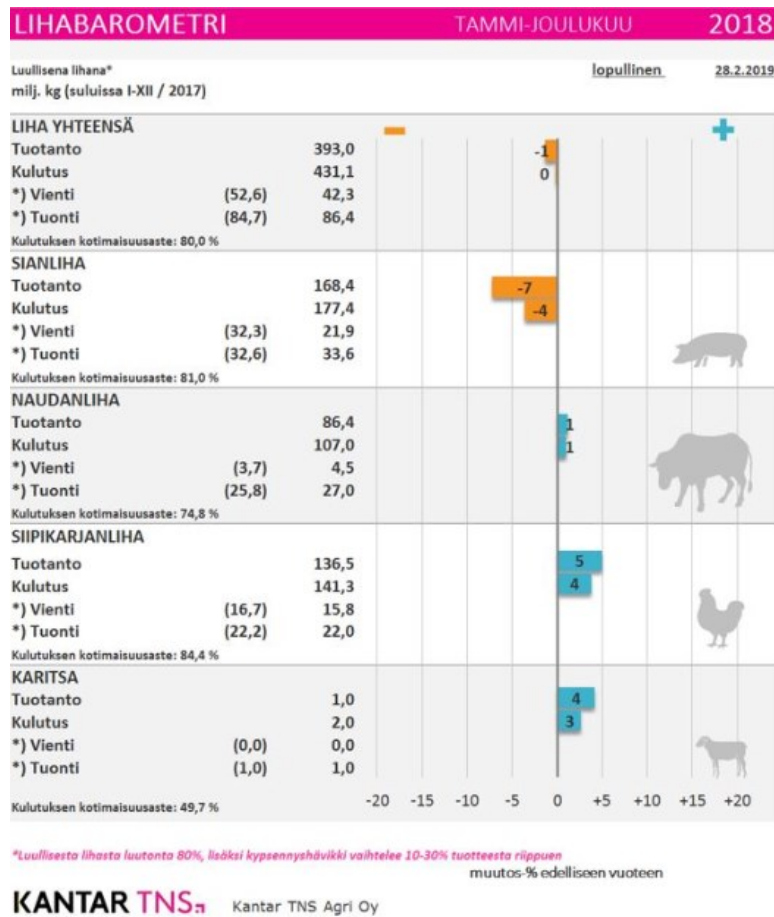 LIHABAROMETRI TAMMI-JOULUKUU 2018
Luullisena lihana* lopullinen 28.2.2019
milj. kg (suluissa I-XII / 2017)
LIHA YHTEENSÄ
Tuotanto 393,0 -1
Kulutus 431,1 0
*) Vienti (52,6) 42,3
*) Tuonti (84,7) 86,4
Kulutuksen kotimaisuusaste: 80,0 %
SIANLIHA
Tuotanto 168,4 -7
Kulutus 177,4 -4
*) Vienti (32,3) 21,9
*) Tuonti (32,6) 33,6
Kulutuksen kotimaisuusaste: 81,0 %
NAUDANLIHA
Tuotanto 86,4 1
Kulutus 107,0 1
*) Vienti (3,7) 4,5
*) Tuonti (25,8) 27,0
Kulutuksen kotimaisuusaste: 74,8 %
SIIPIKARJANLIHA
Tuotanto 136,5 5
Kulutus 141,3 4
*) Vienti (16,7) 15,8
*) Tuonti (22,2) 22,0
Kulutuksen kotimaisuusaste: 84,4 %
KARITSA
Tuotanto 1,0 4
Kulutus 2,0 3
*) Vienti (0,0) 0,0
*) Tuonti (1,0) 1,0
Kulutuksen kotimaisuusaste: 49,7 % -20 -15 -10 -5 0 +5 +10 +15 +20
*Luullisesta lihasta luutonta 80%, lisäksi kypsennyshävikki vaihtelee 10-30% tuotteesta riippuen
muutos-% edelliseen vuoteen
KANTAR TNS Kantar TNS Agri Oy